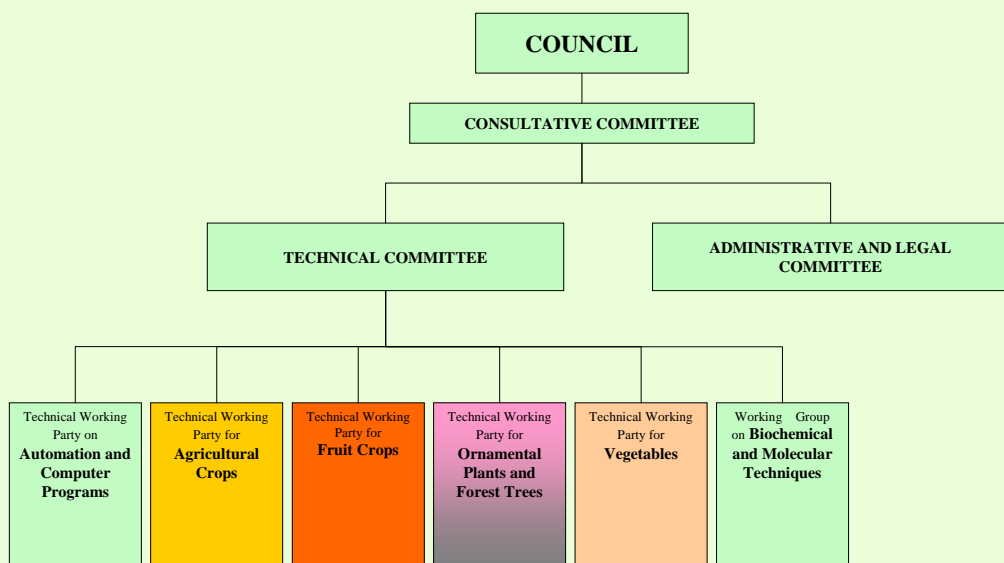 COUNCIL
CONSULTATIVE COMMITTEE
TECHNICAL COMMITTEE
ADMINISTRATIVE AND LEGAL
COMMITTEE
Technical Working
Party on
Automation and
Computer
Programs
Technical Working
Party for
Agricultural
Crops
Technical Working
Party for
Fruit Crops
Technical Working
Party for
Ornamental
Plants and
Forest Trees
Technical Working
Party for
Vegetables
Working Group
on Biochemical
and Molecular
Techniques